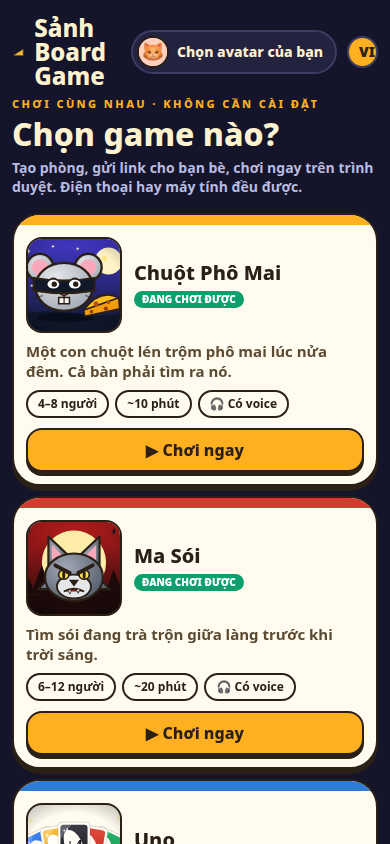 Sảnh
Board
Game
Chọn avatar của bạn
VI
CHƠI CÙNG NHAU · KHÔNG CẦN CÀI ĐẶT
Chọn game nào?
Tạo phòng, gửi link cho bạn bè, chơi ngay trên trình
duyệt. Điện thoại hay máy tính đều được.
Chuột Phô Mai
ĐANG CHƠI ĐƯỢC
Một con chuột lén trộm phô mai lúc nửa
đêm. Cả bàn phải tìm ra nó.
4–8 người
~10 phút
🎧 Có voice
▶ Chơi ngay
Ma Sói
ĐANG CHƠI ĐƯỢC
Tìm sói đang trà trộn giữa làng trước khi
trời sáng.
6–12 người
~20 phút
🎧 Có voice
▶ Chơi ngay
Uno